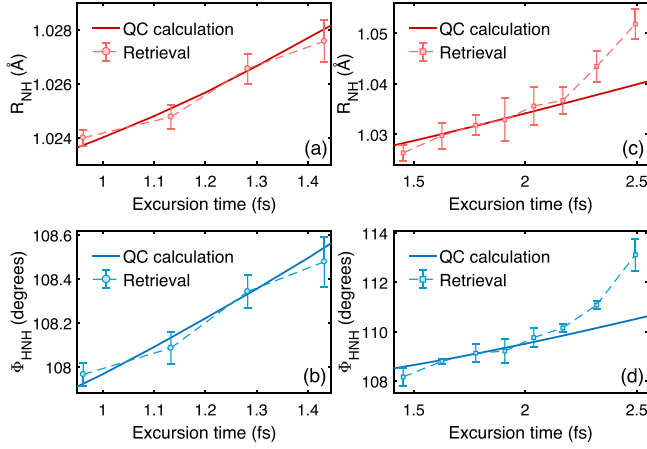 1.028
1.026
1.024
R_NH (Å)
QC calculation
Retrieval
(a)
1
1.1
1.2
1.3
1.4
Excursion time (fs)
1.05
1.04
1.03
R_NH (Å)
QC calculation
Retrieval
(c)
1.5
2
2.5
Excursion time (fs)
108.6
108.4
108.2
108
Φ_HNH (degrees)
QC calculation
Retrieval
(b)
1
1.1
1.2
1.3
1.4
Excursion time (fs)
114
112
110
108
Φ_HNH (degrees)
QC calculation
Retrieval
(d)
1.5
2
2.5
Excursion time (fs)